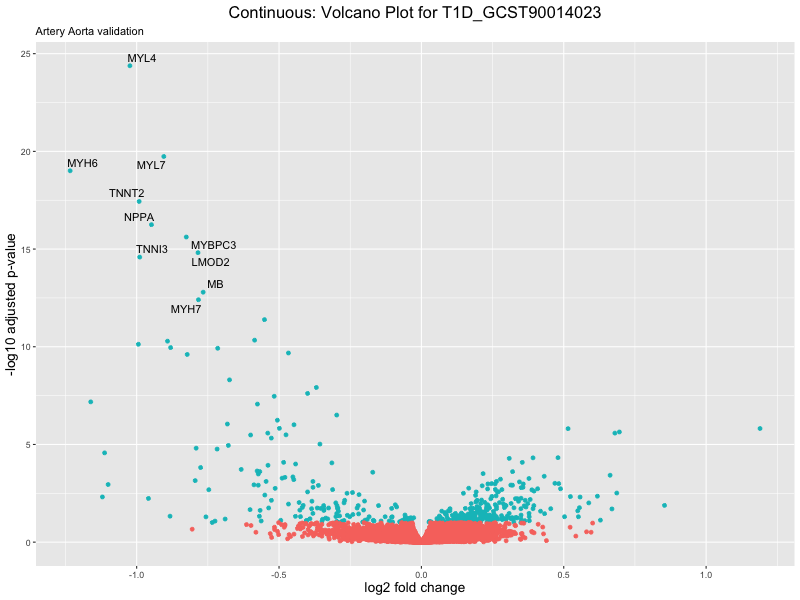 Continuous: Volcano Plot for T1D_GCST90014023
Artery Aorta validation
25
MYL4
20
MYH6
MYL7
TNNT2
NPPA
MYBPC3
15
TNNI3
LMOD2
MB
MYH7
10
5
0
-log10 adjusted p-value
-1.0 -0.5 0.0 0.5 1.0
log2 fold change